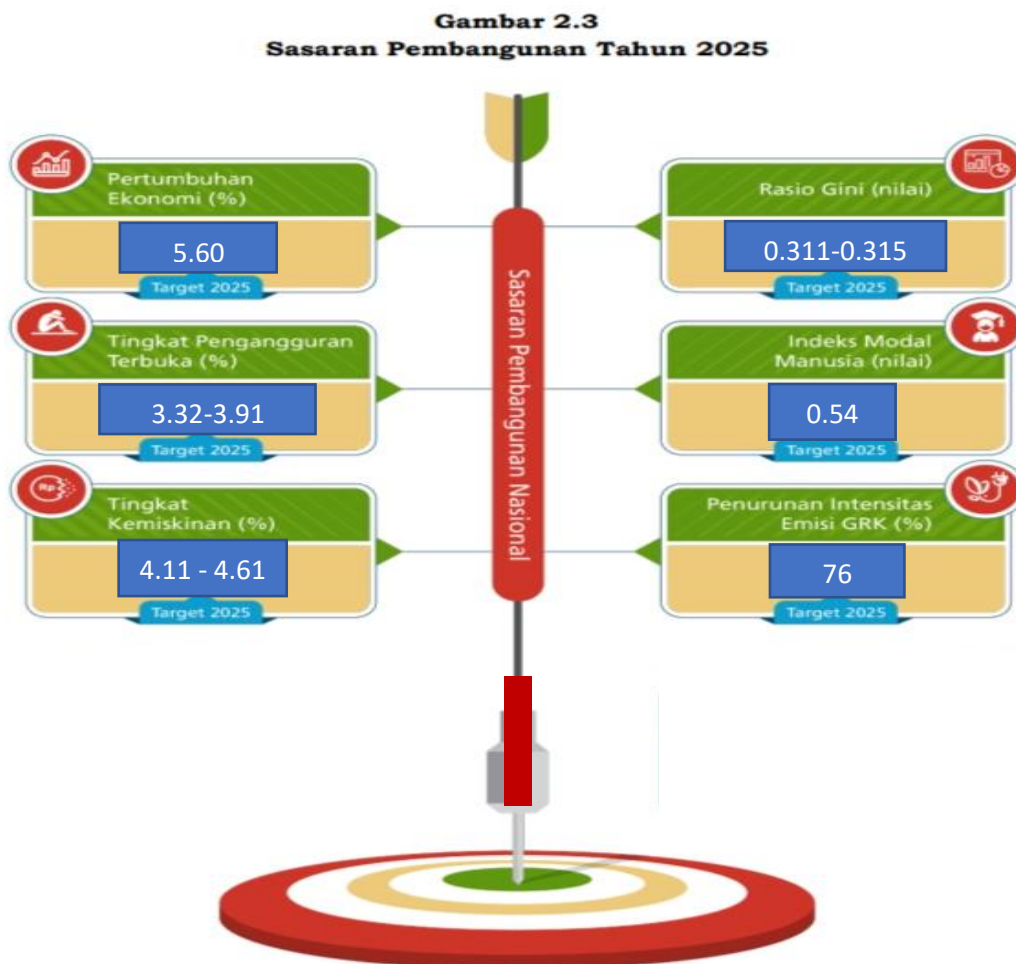 Gambar 2.3
Sasaran Pembangunan Tahun 2025
Pertumbuhan
Ekonomi (%)
5.60
Target 2025
Tingkat Pengangguran
Terbuka (%)
3.32-3.91
Target 2025
Rp
Tingkat
Kemiskinan (%)
4.11 - 4.61
Target 2025
Sasaran Pembangunan Nasional
Rasio Gini (nilai)
0.311-0.315
Target 2025
Indeks Modal
Manusia (nilai)
0.54
Target 2025
Penurunan Intensitas
Emisi GRK (%)
76
Target 2025